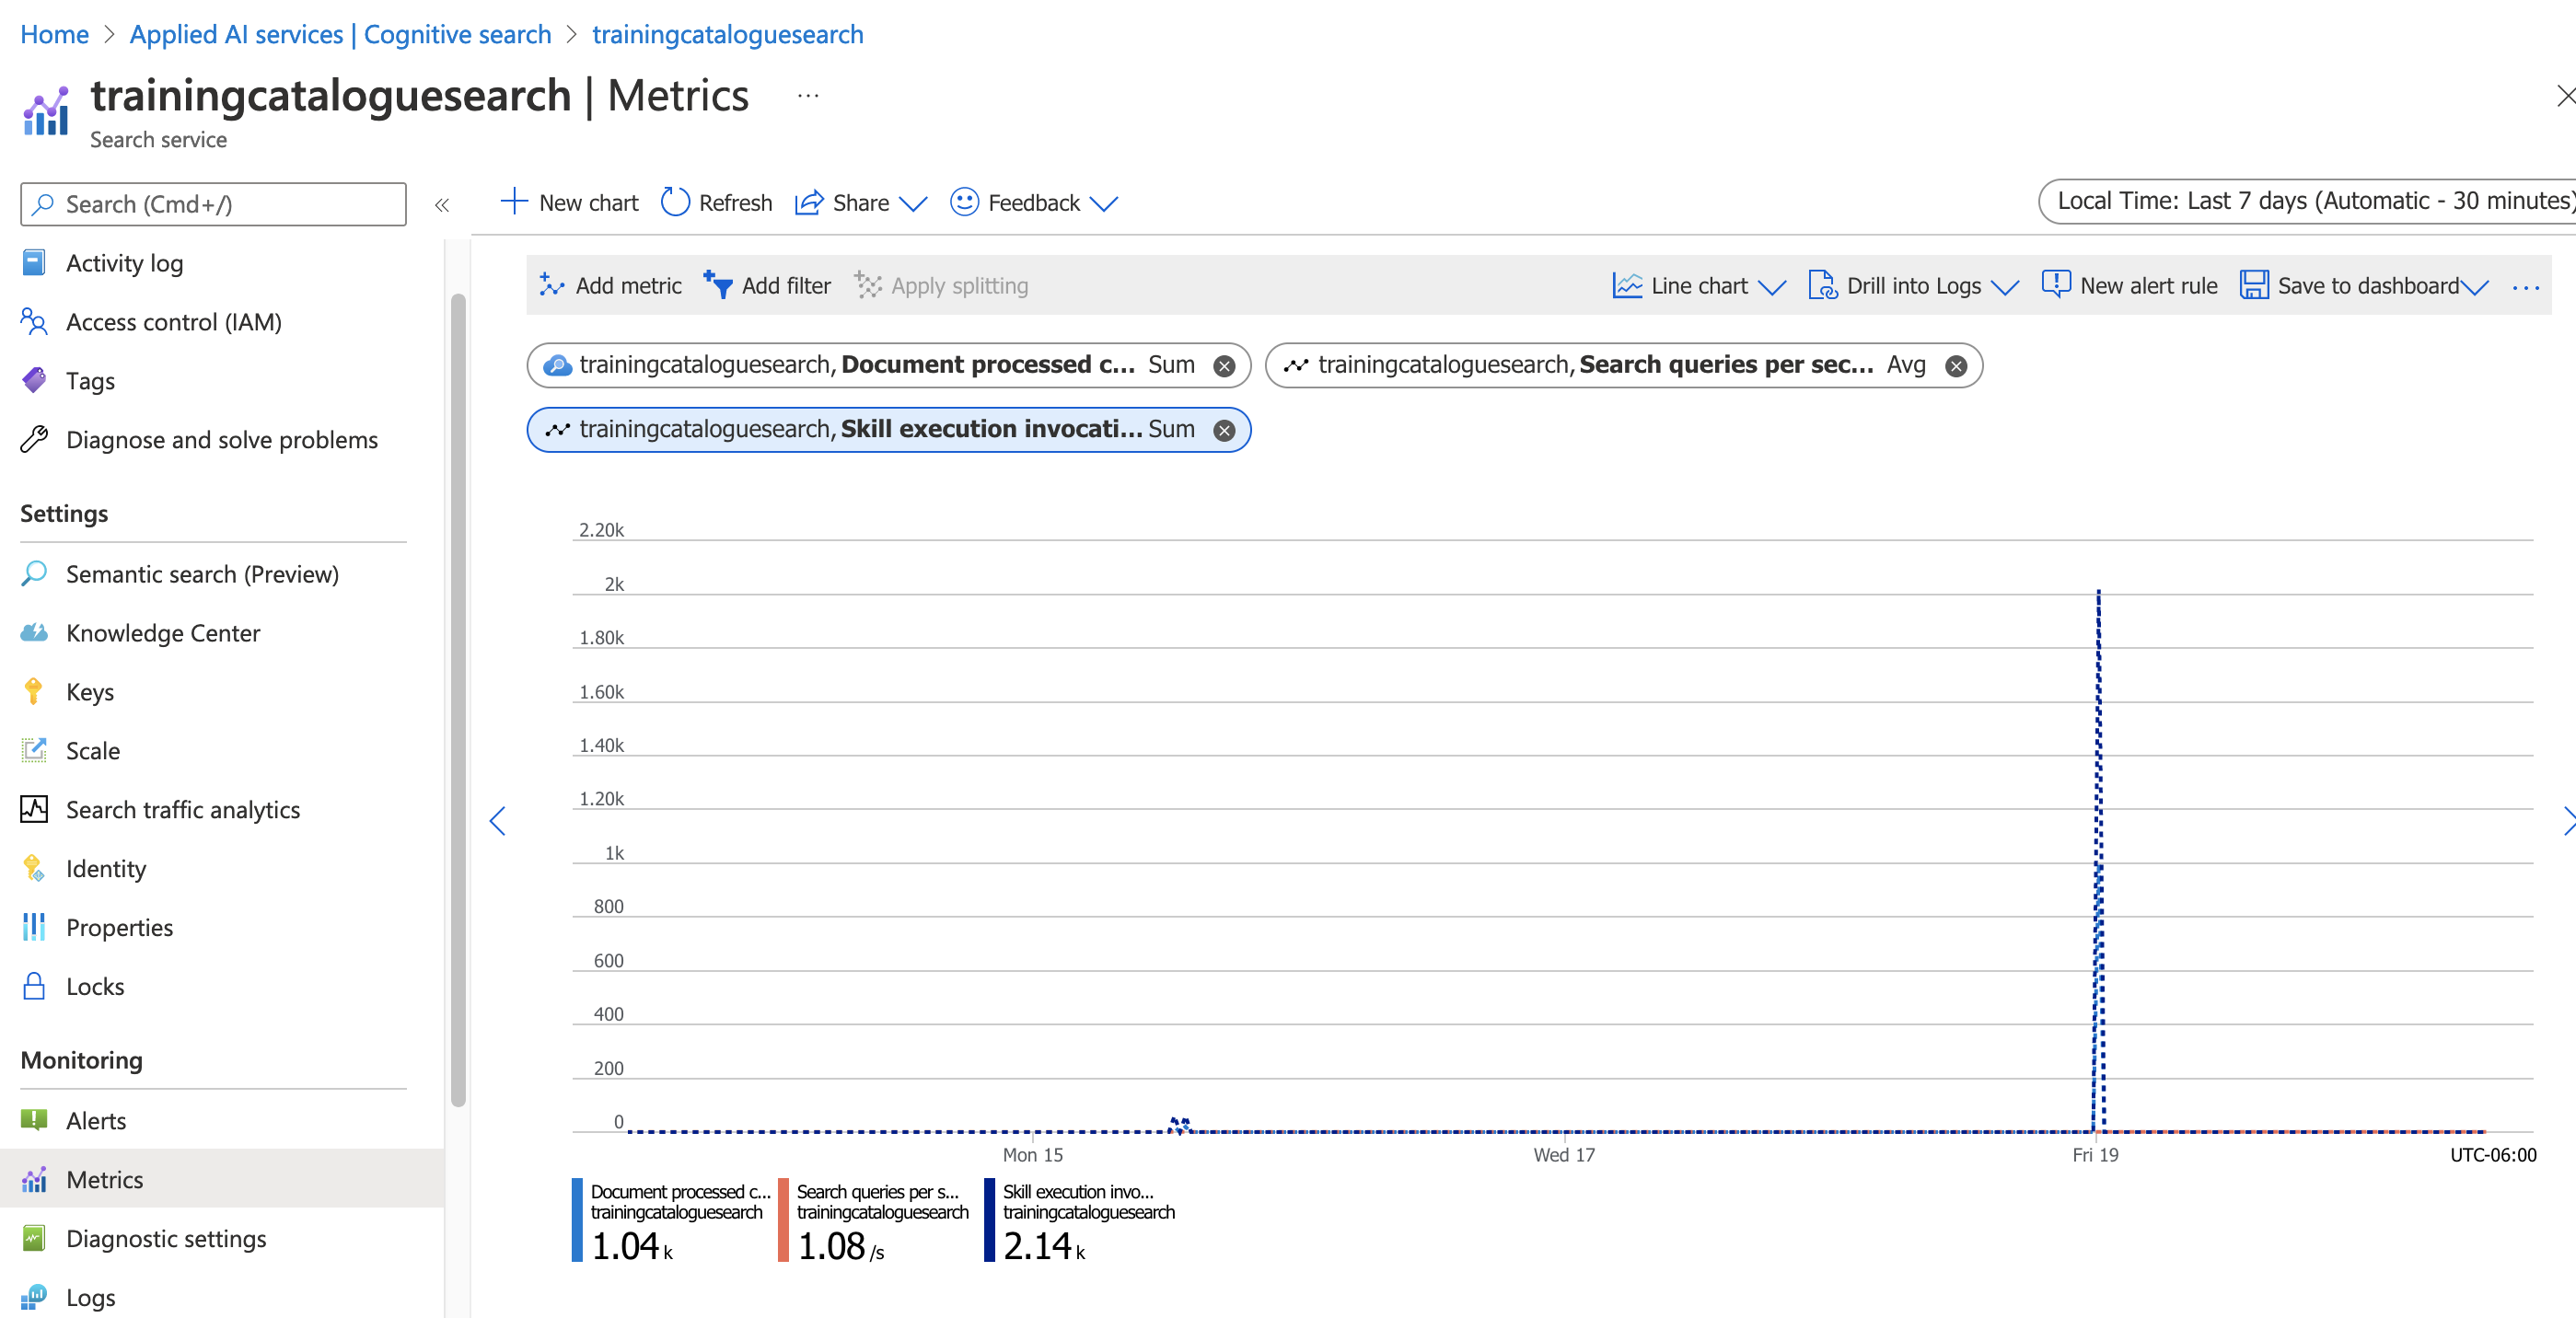 Home > Applied AI services | Cognitive search > trainingcataloguesearch
trainingcataloguesearch | Metrics ...
Search service
Search (Cmd+/)
«
New chart
Refresh
Share
Feedback
Local Time: Last 7 days (Automatic - 30 minutes)
Activity log
Access control (IAM)
Tags
Diagnose and solve problems
Settings
Semantic search (Preview)
Knowledge Center
Keys
Scale
Search traffic analytics
Identity
Properties
Locks
Monitoring
Alerts
Metrics
Diagnostic settings
Logs
Add metric
Add filter
Apply splitting
Line chart
Drill into Logs
New alert rule
Save to dashboard
...
trainingcataloguesearch, Document processed c... Sum
trainingcataloguesearch, Search queries per sec... Avg
trainingcataloguesearch, Skill execution invocati... Sum
2.20k
2k
1.80k
1.60k
1.40k
1.20k
1k
800
600
400
200
0
Mon 15
Wed 17
Fri 19
UTC-06:00
Document processed c...
trainingcataloguesearch
1.04 k
Search queries per s...
trainingcataloguesearch
1.08 /s
Skill execution invo...
trainingcataloguesearch
2.14 k